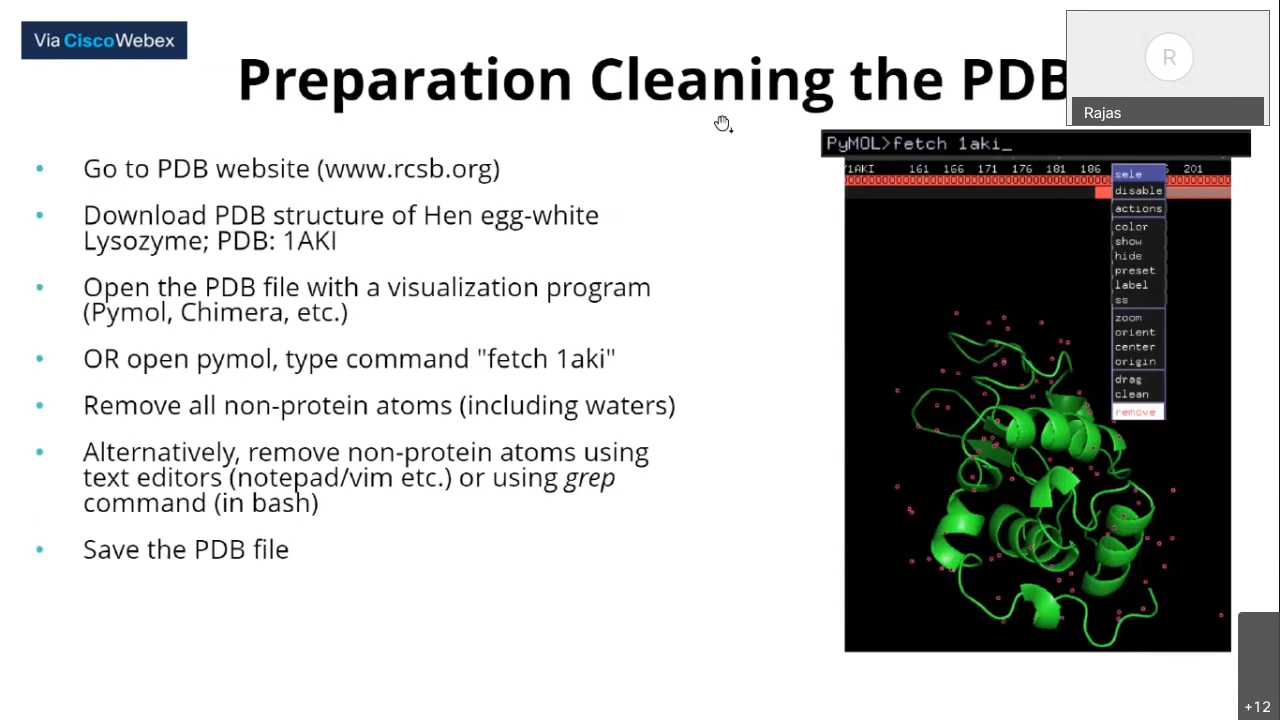 Via Cisco Webex
Preparation Cleaning the PDB
R
Rajas
• Go to PDB website (www.rcsb.org)
• Download PDB structure of Hen egg-white
Lysozyme; PDB: 1AKI
• Open the PDB file with a visualization program
(Pymol, Chimera, etc.)
• OR open pymol, type command "fetch 1aki"
• Remove all non-protein atoms (including waters)
• Alternatively, remove non-protein atoms using
text editors (notepad/vim etc.) or using grep
command (in bash)
• Save the PDB file
PyMOL>fetch 1aki_
/1AKI 161 166 171 176 181 186 201
sele
disable
actions
color
show
hide
preset
label
ss
zoom
orient
center
origin
drag
clean
remove
+12